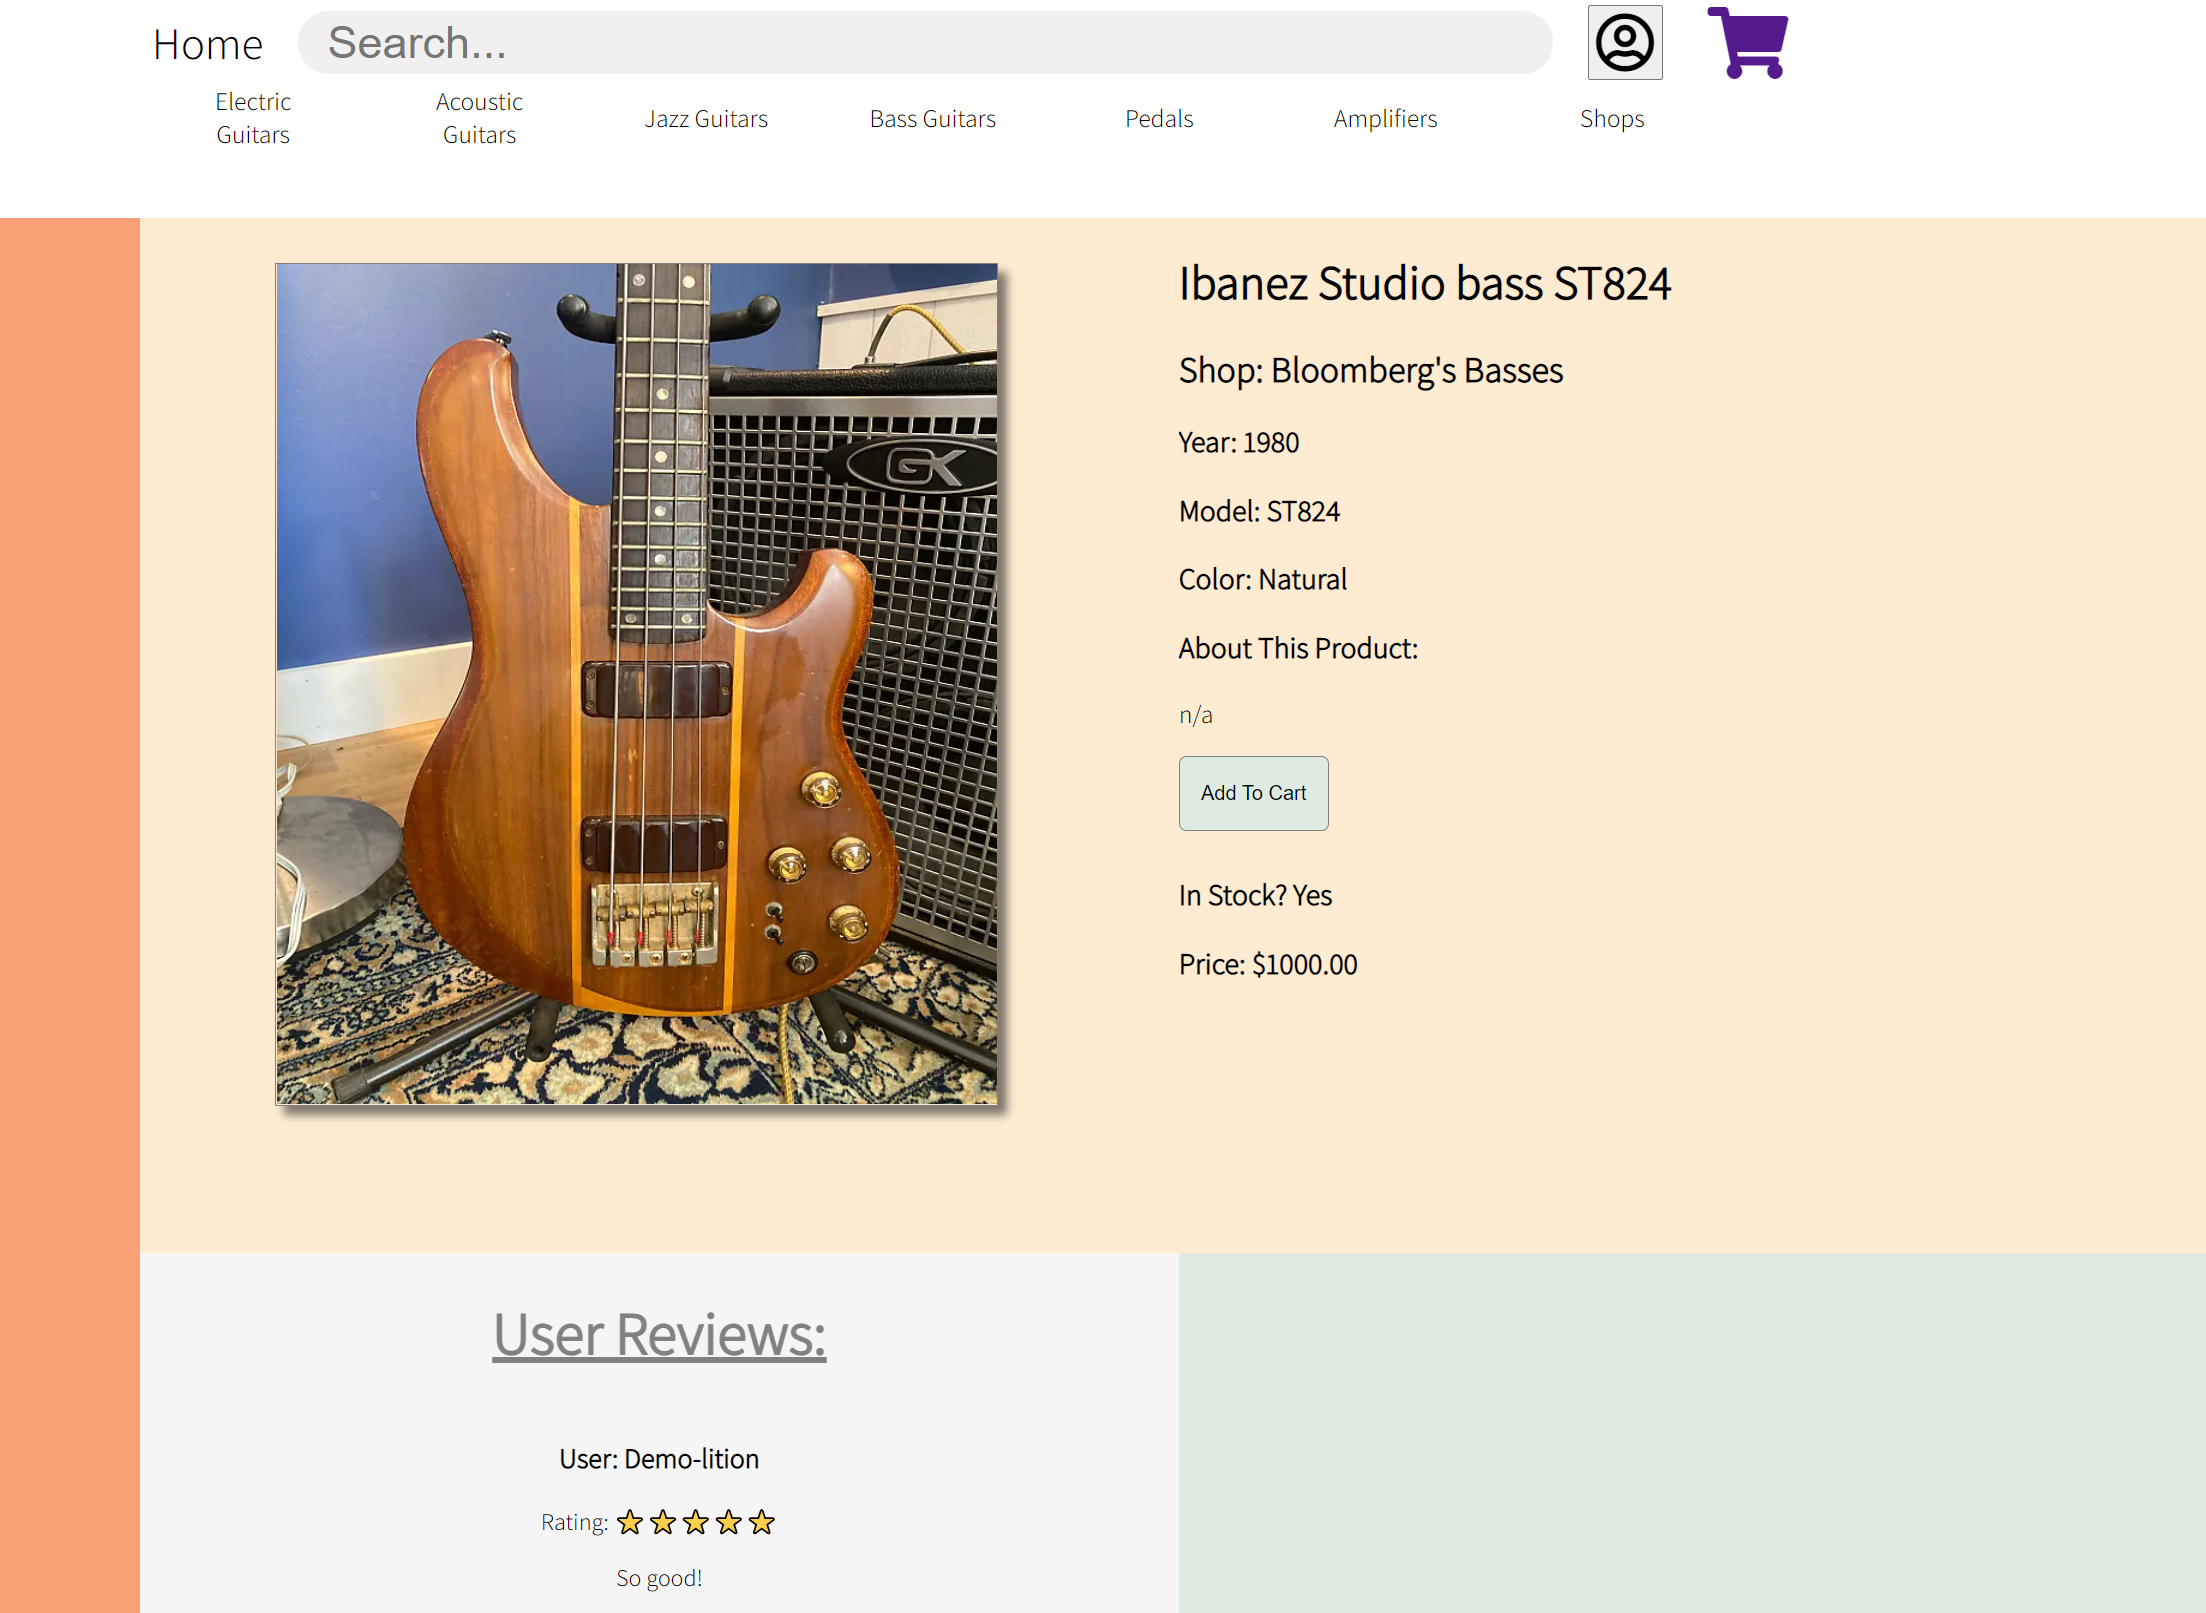 Home
Search...
Electric
Guitars
Acoustic
Guitars
Jazz Guitars
Bass Guitars
Pedals
Amplifiers
Shops
GK
Ibanez Studio bass ST824
Shop: Bloomberg's Basses
Year: 1980
Model: ST824
Color: Natural
About This Product:
n/a
Add To Cart
In Stock? Yes
Price: $1000.00
User Reviews:
User: Demo-lition
Rating:
So good!